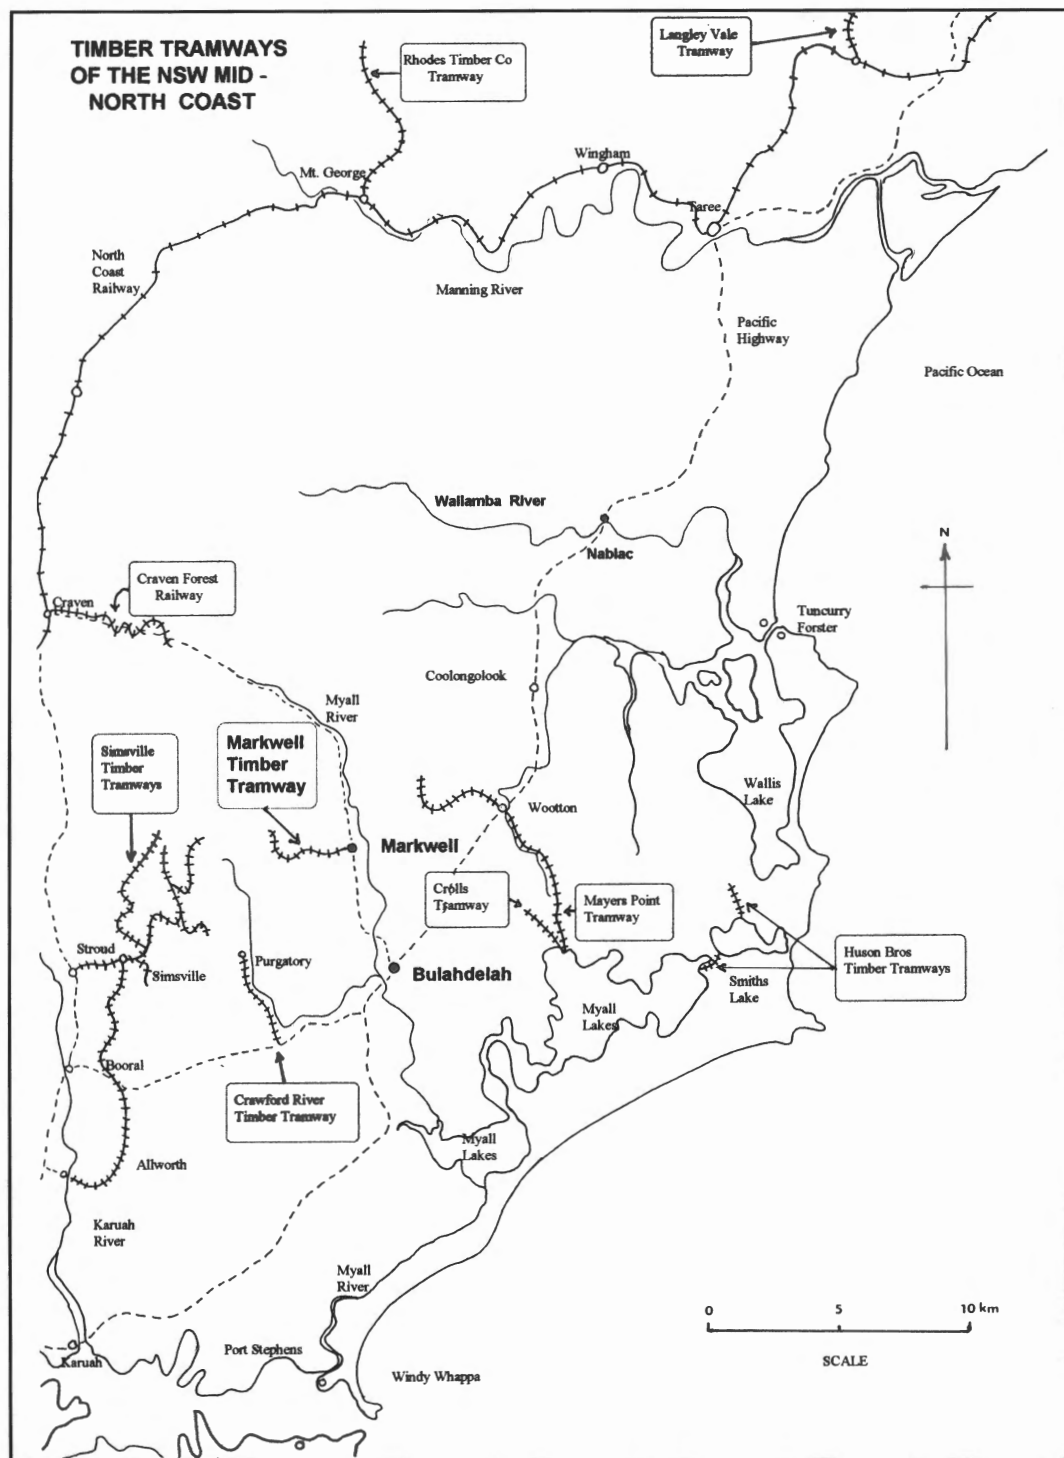 TIMBER TRAMWAYS
OF THE NSW MID -
NORTH COAST
Rhodes Timber Co
Tramway
Langley Vale
Tramway
Mt. George
Wingham
Taree
North
Coast
Railway
Manning River
Pacific
Highway
Pacific Ocean
Wallamba River
Nabiac
N
Craven Forest
Railway
Craven
Tuncurry
Forster
Coolongolook
Myall
River
Simsville
Timber
Tramways
Markwell
Timber
Tramway
Wallis
Lake
Wootton
Markwell
Crolls
Tramway
Mayers Point
Tramway
Stroud
Simsville
Purgatory
Bulahdelah
Huson Bros
Timber Tramways
Smiths
Lake
Myall
Lakes
Booral
Crawford River
Timber Tramway
Myall
Lakes
Allworth
Karuah
River
Myall
River
0 5 10 km
SCALE
Port Stephens
Karuah
Windy Whappa